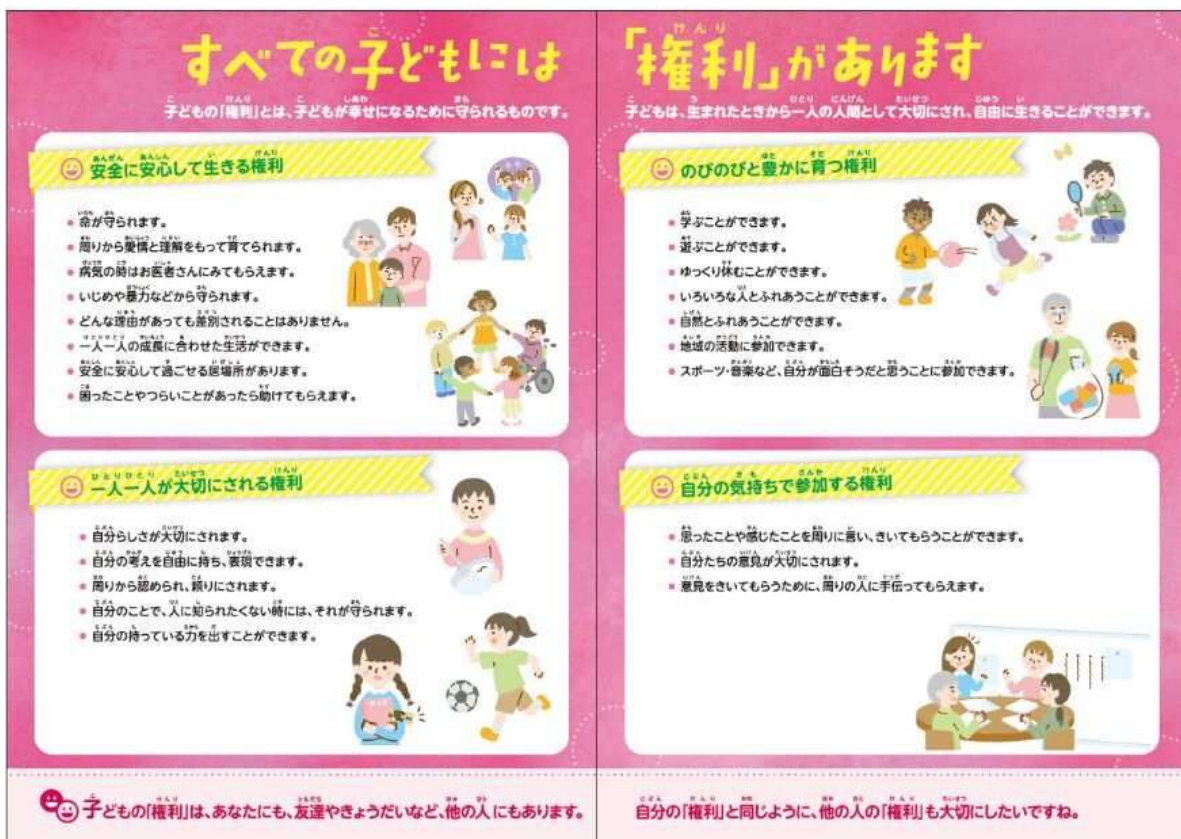 すべての子どもには「権利」があります
子どもの「権利」とは、子どもが幸せになるために守られるものです。
子どもは、生まれたときから一人の人間として大切にされ、自由に生きることができます。
安全に安心して生きる権利
命が守られます。
周りから愛情と理解をもって育てられます。
病気の時はお医者さんにみてもらえます。
いじめや暴力などから守られます。
どんな理由があっても差別されることはありません。
一人一人の成長に合わせた生活ができます。
安全に安心して過ごせる居場所があります。
困ったことやつらいことがあったら助けてもらえます。
のびのびと豊かに育つ権利
学ぶことができます。
遊ぶことができます。
ゆっくり休むことができます。
いろいろな人とふれあうことができます。
自然とふれあうことができます。
地域の活動に参加できます。
スポーツ・音楽など、自分が面白そうだと思うことに参加できます。
一人一人が大切にされる権利
自分らしさが大切にされます。
自分の考えを自由に持ち、表現できます。
周りから認められ、頼りにされます。
自分のことで、人に知られたくない時には、それが守られます。
自分の持っている力を出すことができます。
自分の気持ちで参加する権利
思ったことや感じたことを周りに言い、きいてもらうことができます。
自分たちの意見が大切にされます。
意見をきいてもらうために、周りの人に手伝ってもらえます。
子どもの「権利」は、あなたにも、友達やきょうだいなど、他の人にもあります。
自分の「権利」と同じように、他の人の「権利」も大切にしたいですね。